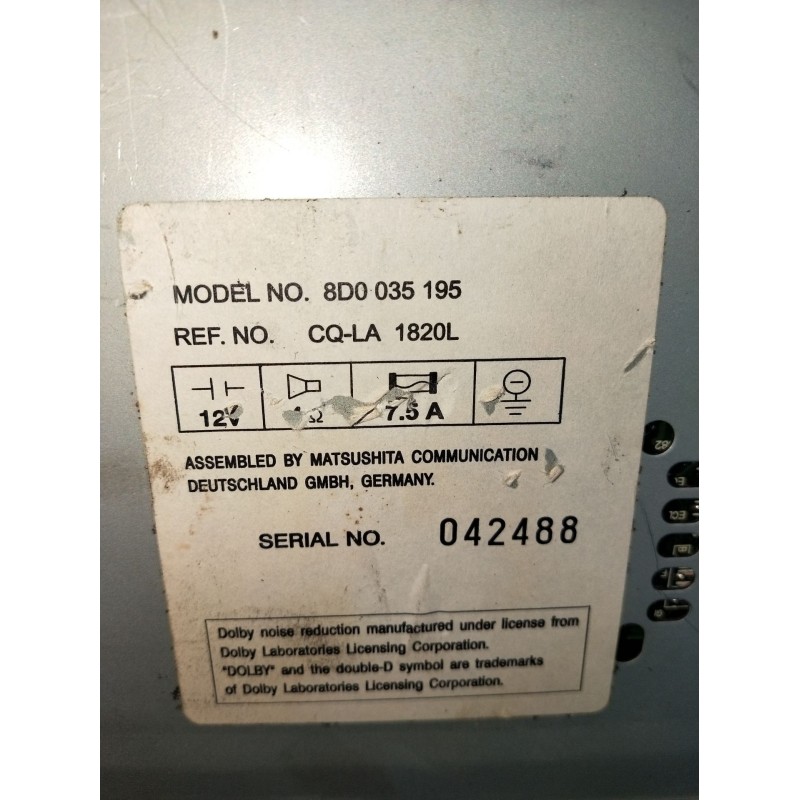 MODEL NO. 8D0 035 195
REF. NO. CQ-LA 1820L
12V 4Ω 7.5 A
ASSEMBLED BY MATSUSHITA COMMUNICATION
DEUTSCHLAND GMBH, GERMANY.
SERIAL NO. 042488
Dolby noise reduction manufactured under license from
Dolby Laboratories Licensing Corporation.
"DOLBY" and the double-D symbol are trademarks
of Dolby Laboratories Licensing Corporation.